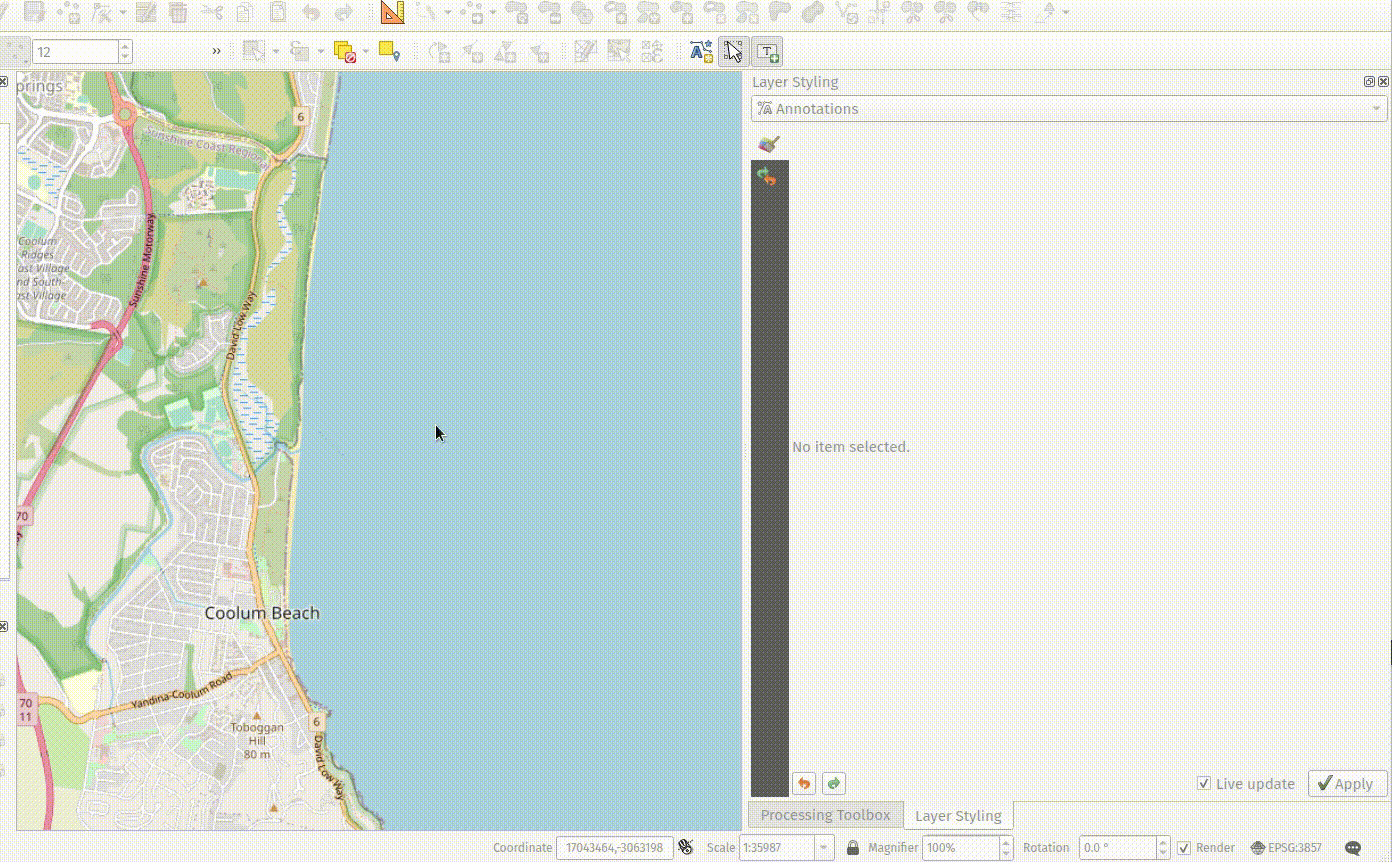 12
»
T
Layer Styling
Annotations
prings
6
Sunshine Coast Regional
Sunshine Motorway
Coolum
Ridges
ast Village
nd South-
ast Village
David Low Way
No item selected.
70
Coolum Beach
Yandina-Coolum Road
70
11
6
Toboggan
Hill
80 m
David Low Way
Live update
Apply
Processing Toolbox
Layer Styling
Coordinate 17043464,-3063198 Scale 1:35987 Magnifier 100% Rotation 0.0 ° Render EPSG:3857